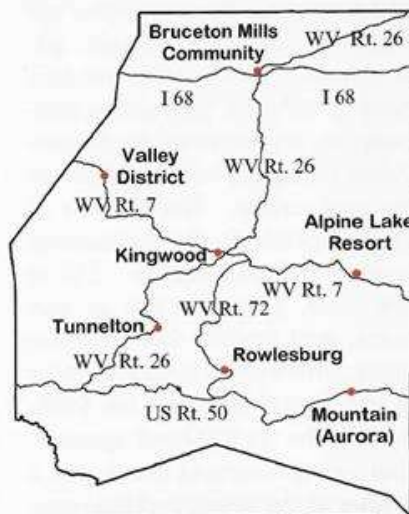 Bruceton Mills
Community
WV Rt. 26
I 68
I 68
WV Rt. 26
Valley
District
WV Rt. 7
Kingwood
Alpine Lake
Resort
WV Rt. 7
WV Rt. 72
Tunnelton
WV Rt. 26
Rowlesburg
US Rt. 50
Mountain
(Aurora)